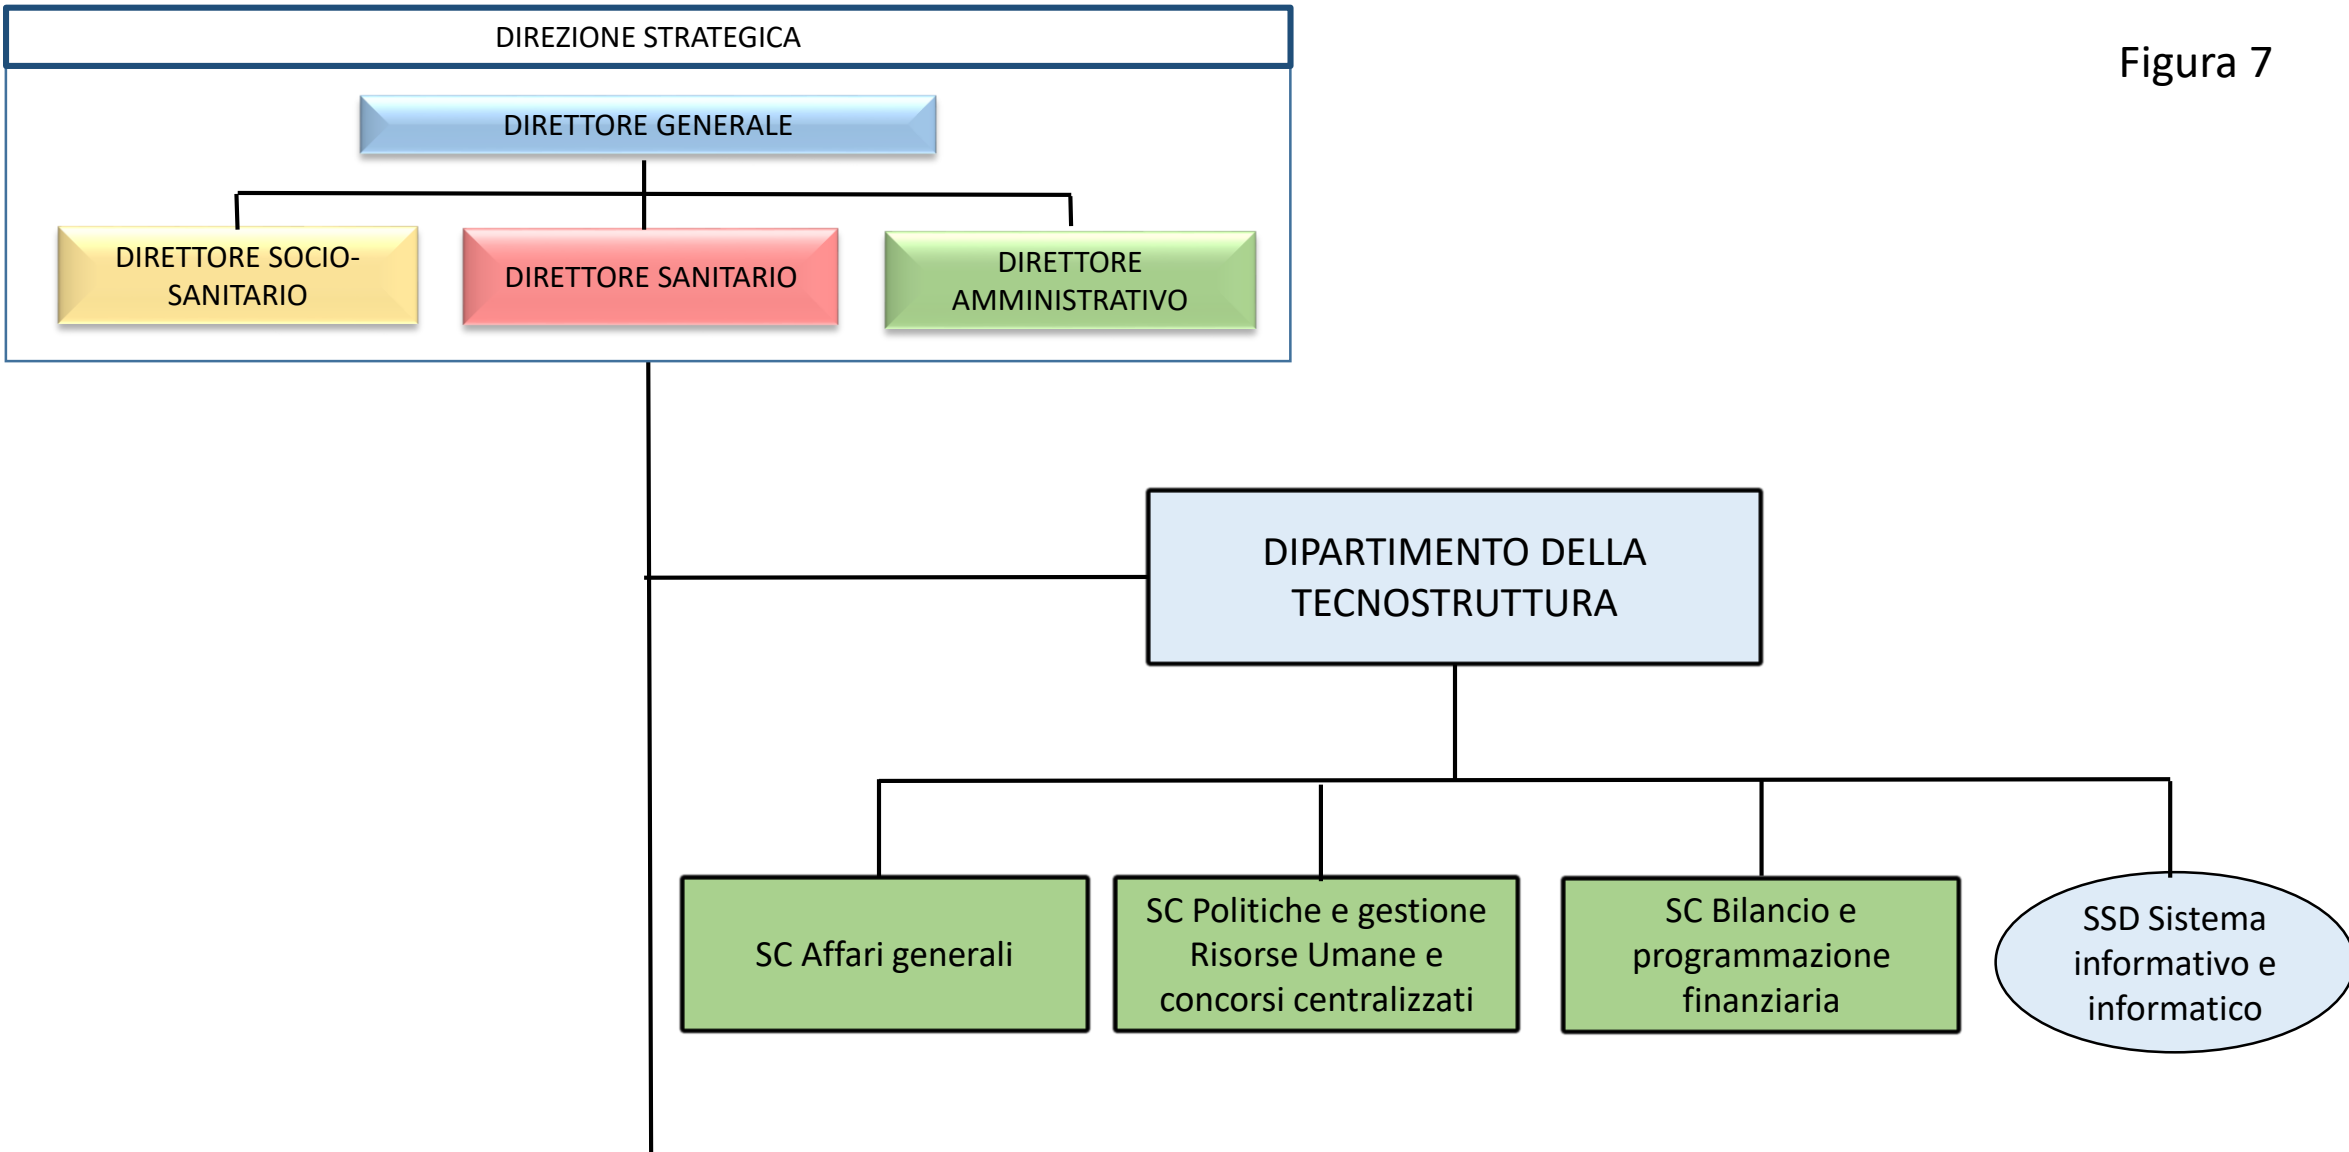 DIREZIONE STRATEGICA
Figura 7
DIRETTORE GENERALE
DIRETTORE SOCIO-
SANITARIO
DIRETTORE SANITARIO
DIRETTORE
AMMINISTRATIVO
DIPARTIMENTO DELLA
TECNOSTRUTTURA
SC Affari generali
SC Politiche e gestione
Risorse Umane e
concorsi centralizzati
SC Bilancio e
programmazione
finanziaria
SSD Sistema
informativo e
informatico